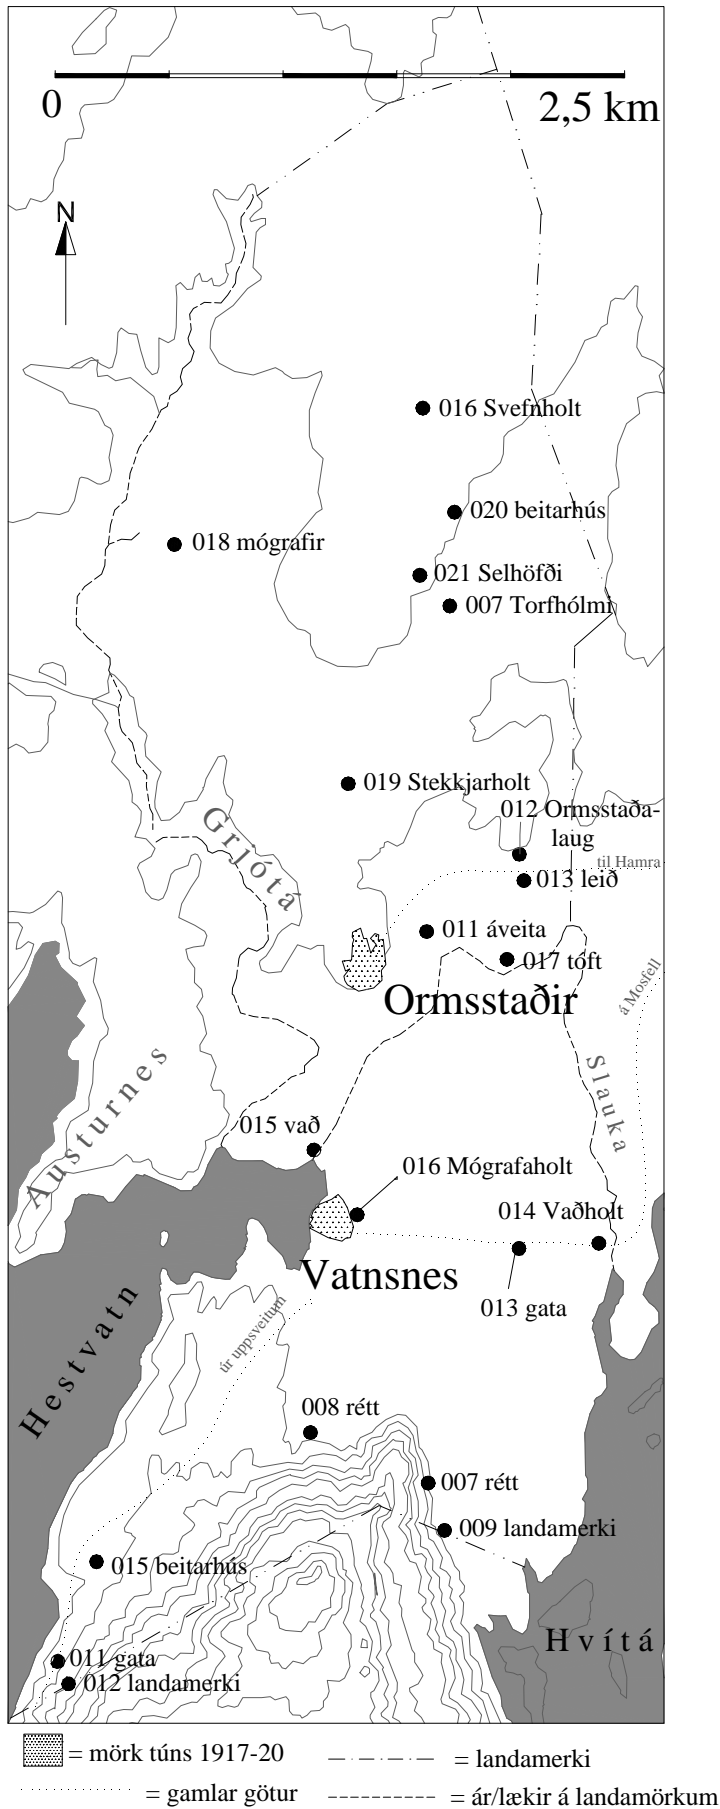 0
2,5 km
N
016 Svefnholt
020 beitarhús
018 mógrafir
021 Selhöfði
007 Torfhólmi
019 Stekkjarholt
012 Ormsstaða-
laug
Grjótá
til Hamra
013 leið
011 áveita
017 tóft
Ormsstaðir
á Mosfell
Austurnes
Slauka
015 vað
016 Mógrafaholt
014 Vaðholt
Vatnsnes
013 gata
Hestvatn
úr uppsveitum
008 rétt
007 rétt
009 landamerki
015 beitarhús
Hvítá
011 gata
012 landamerki
= mörk túns 1917-20
= landamerki
= gamlar götur
= ár/lækir á landamörkum